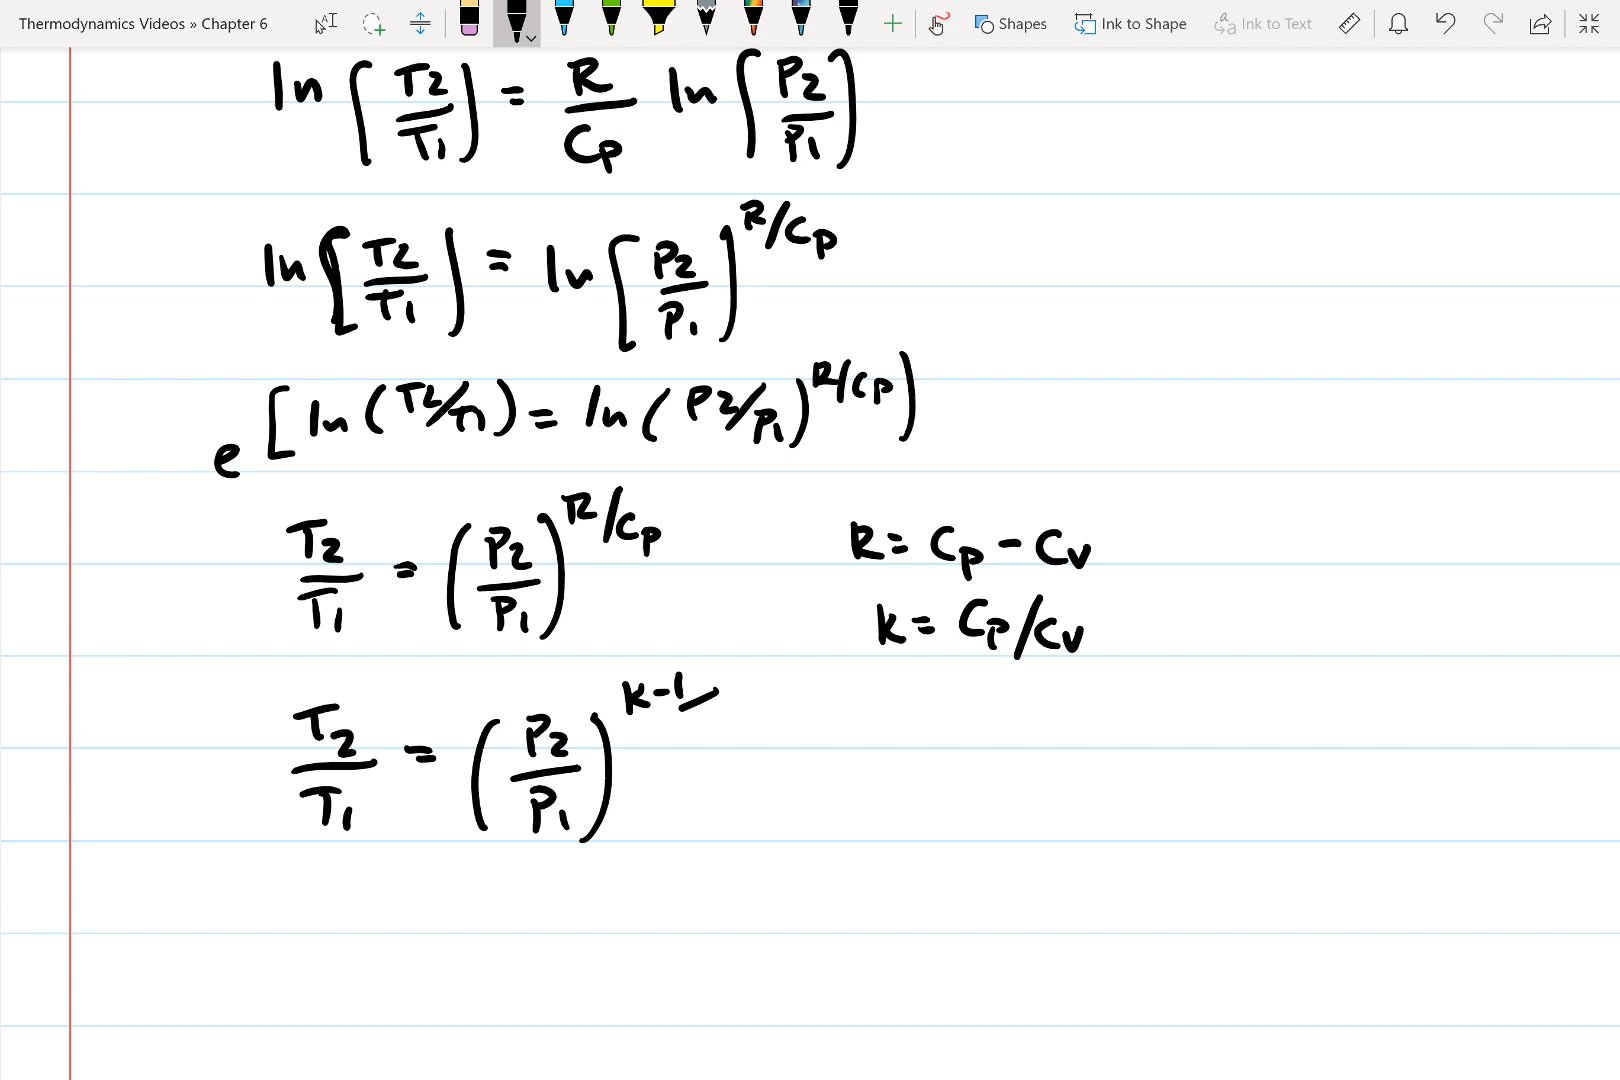 Thermodynamics Videos » Chapter 6 Shapes Ink to Shape Ink to Text
ln [T2/T1] = R/Cp ln [P2/P1]
ln [T2/T1] = ln [P2/P1]^R/Cp
e [ln (T2/T1) = ln (P2/P1)^R/Cp]
T2/T1 = (P2/P1)^R/Cp R = Cp - Cv
k = Cp/Cv
T2/T1 = (P2/P1)^k-1/